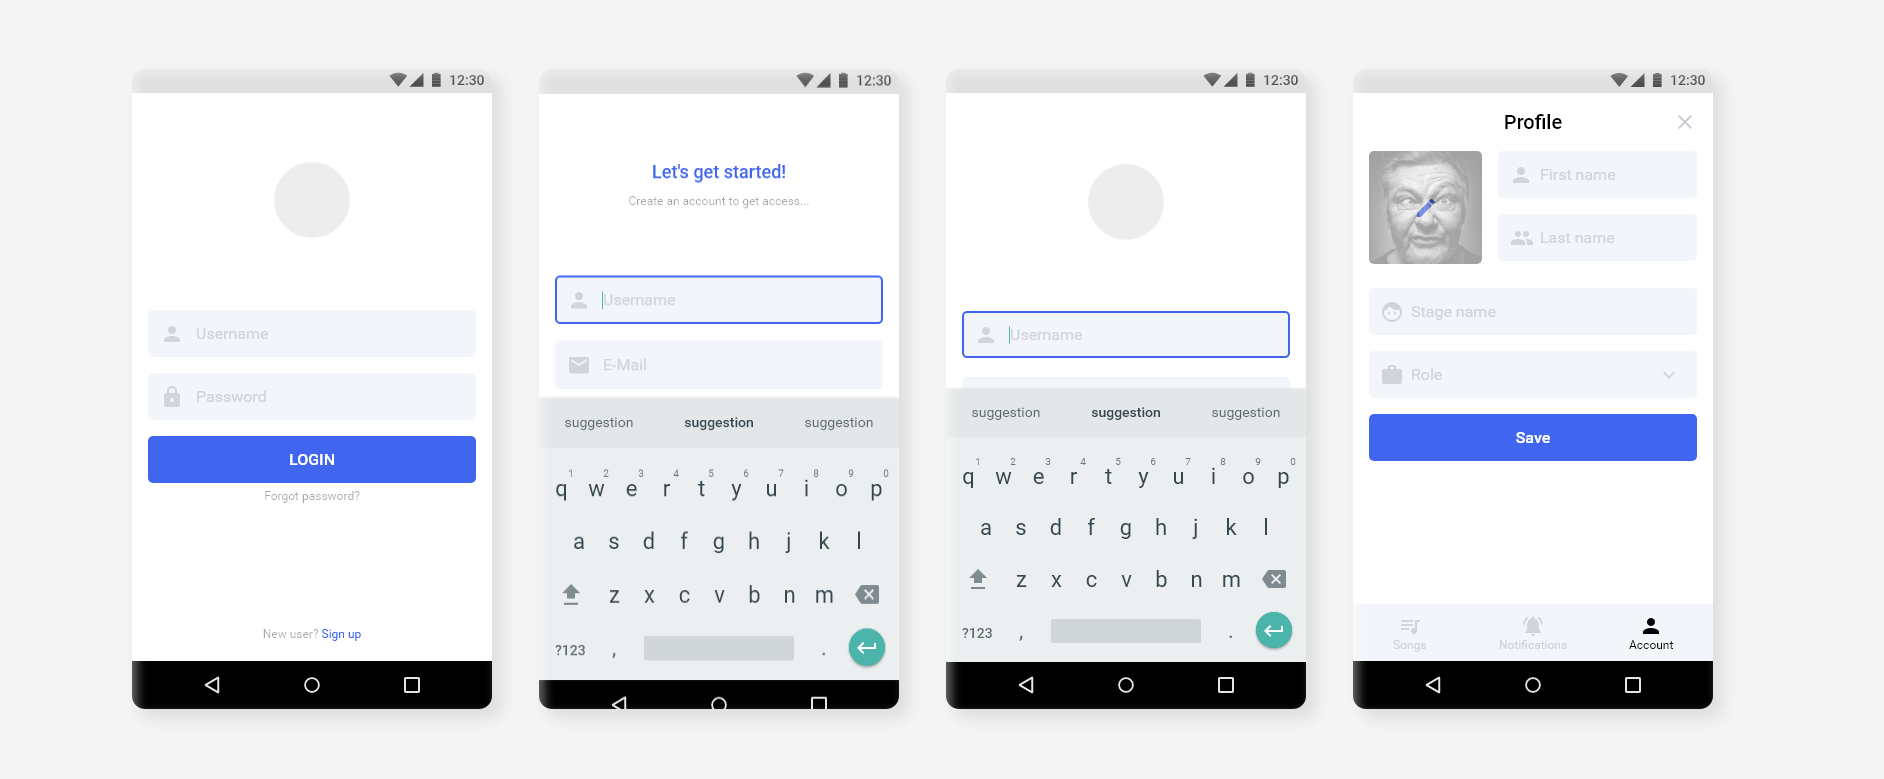 12:30
Username
Password
LOGIN
Forgot password?
New user? Sign up
12:30
Let's get started!
Create an account to get access...
Username
E-Mail
suggestion suggestion suggestion
1 2 3 4 5 6 7 8 9 0
q w e r t y u i o p
a s d f g h j k l
z x c v b n m
?123 , .
12:30
Username
suggestion suggestion suggestion
1 2 3 4 5 6 7 8 9 0
q w e r t y u i o p
a s d f g h j k l
z x c v b n m
?123 , .
12:30
Profile
First name
Last name
Stage name
Role
Save
Songs Notifications Account